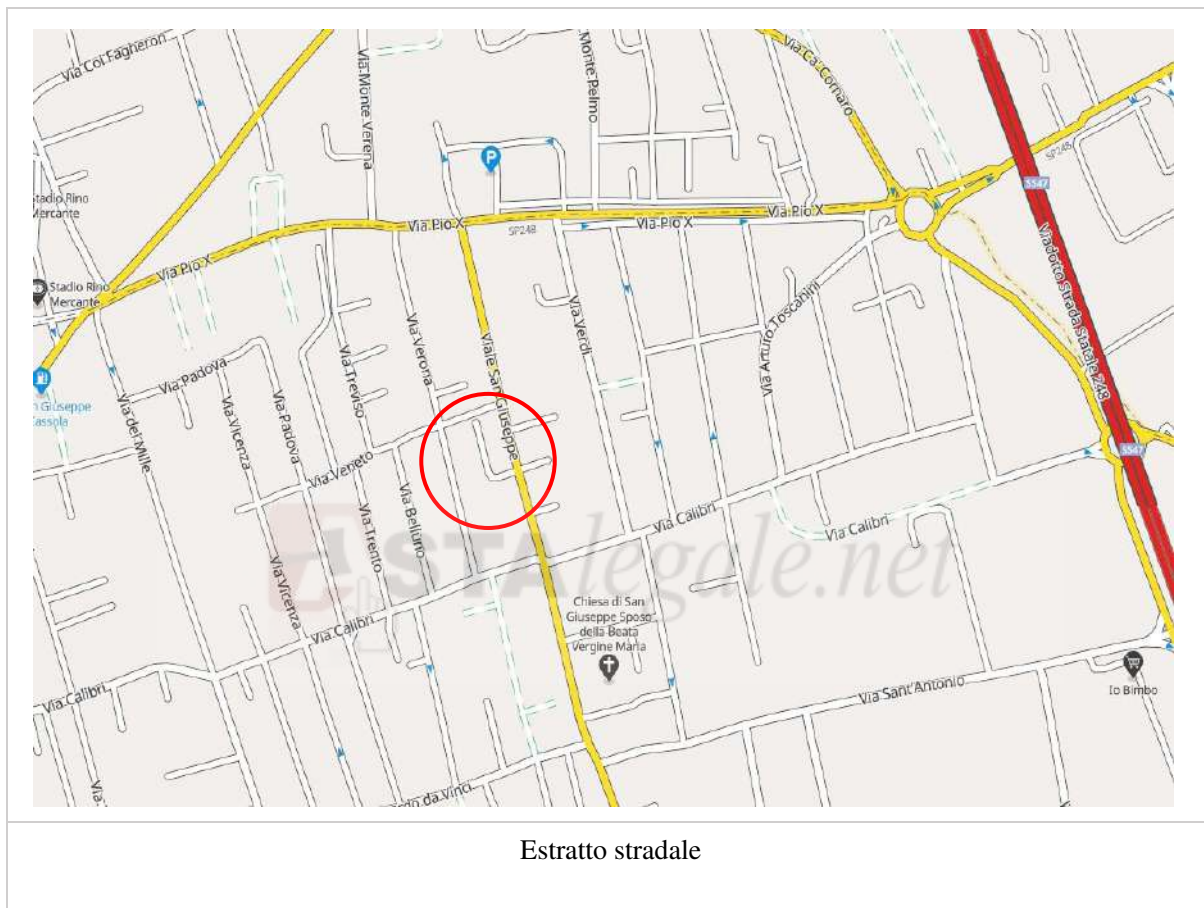 Via Col Fagheron
Via Monte Verena
Monte Pelmo
Via Ca' Cornaro
SP248
SS47
P
Stadio Rino
Mercante
Via Pio X
SP248
Via Pio X
Via Pio X
Via Pio X
Viadotto Strada Statale 248
Stadio Rino
Mercante
Via Verdi
Via Arturo Toscanini
Via Verona
Viale San Giuseppe
Via Padova
Via Treviso
n Giuseppe
Cassola
Via dei Mille
Via Vicenza
Via Padova
SS47
Via Veneto
Via Belluno
Via Trento
Via Calibri
Via Calibri
ASTAlegale.net
Via Vicenza
Chiesa di San
Giuseppe Sposo
della Beata
Vergine Maria
Via Calibri
Via Calibri
Via Sant'Antonio
Io Bimbo
Via
do da Vinci
Estratto stradale